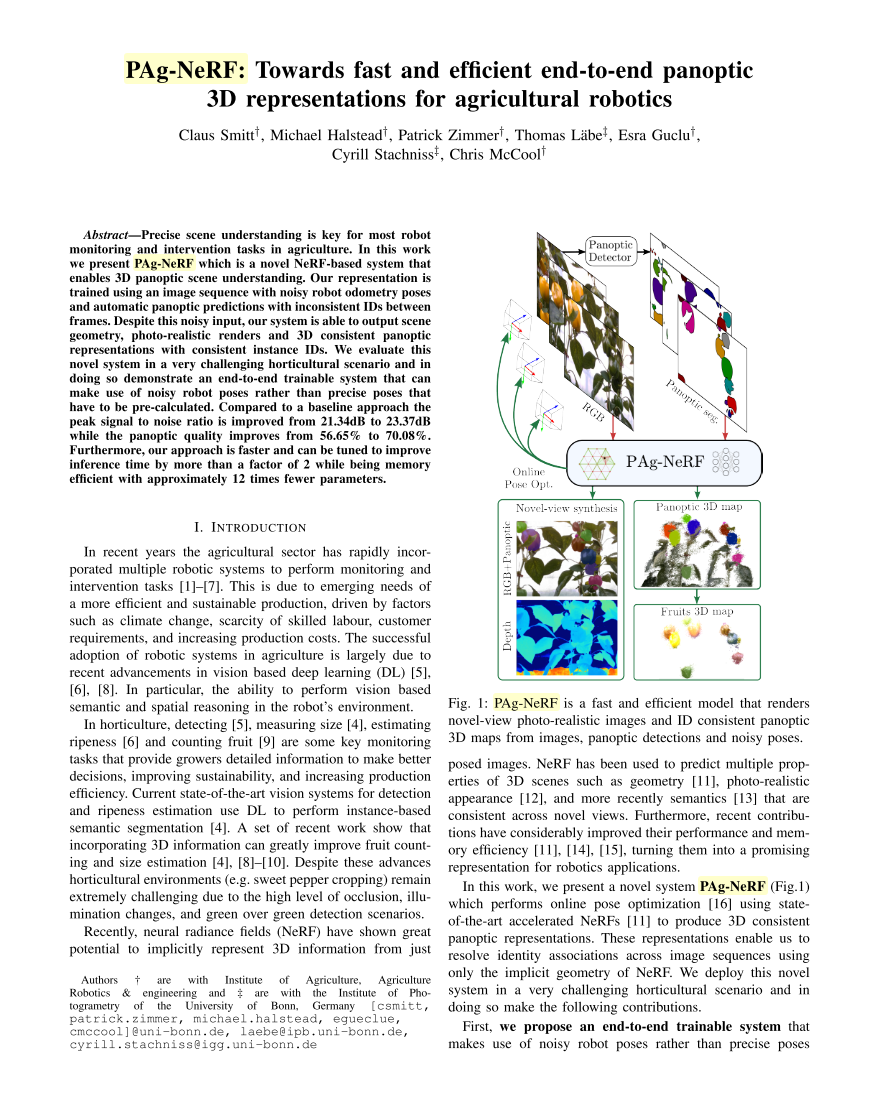 PAg-NeRF: Towards fast and efficient end-to-end panoptic
3D representations for agricultural robotics
Claus Smitt†, Michael Halstead†, Patrick Zimmer†, Thomas Läbe‡, Esra Guclu†,
Cyrill Stachniss‡, Chris McCool†
Abstract—Precise scene understanding is key for most robot
monitoring and intervention tasks in agriculture. In this work
we present PAg-NeRF which is a novel NeRF-based system that
enables 3D panoptic scene understanding. Our representation is
trained using an image sequence with noisy robot odometry poses
and automatic panoptic predictions with inconsistent IDs between
frames. Despite this noisy input, our system is able to output scene
geometry, photo-realistic renders and 3D consistent panoptic
representations with consistent instance IDs. We evaluate this
novel system in a very challenging horticultural scenario and in
doing so demonstrate an end-to-end trainable system that can
make use of noisy robot poses rather than precise poses that
have to be pre-calculated. Compared to a baseline approach the
peak signal to noise ratio is improved from 21.34dB to 23.37dB
while the panoptic quality improves from 56.65% to 70.08%.
Furthermore, our approach is faster and can be tuned to improve
inference time by more than a factor of 2 while being memory
efficient with approximately 12 times fewer parameters.
I. INTRODUCTION
In recent years the agricultural sector has rapidly incor-
porated multiple robotic systems to perform monitoring and
intervention tasks [1]–[7]. This is due to emerging needs of
a more efficient and sustainable production, driven by factors
such as climate change, scarcity of skilled labour, customer
requirements, and increasing production costs. The successful
adoption of robotic systems in agriculture is largely due to
recent advancements in vision based deep learning (DL) [5],
[6], [8]. In particular, the ability to perform vision based
semantic and spatial reasoning in the robot's environment.
In horticulture, detecting [5], measuring size [4], estimating
ripeness [6] and counting fruit [9] are some key monitoring
tasks that provide growers detailed information to make better
decisions, improving sustainability, and increasing production
efficiency. Current state-of-the-art vision systems for detection
and ripeness estimation use DL to perform instance-based
semantic segmentation [4]. A set of recent work show that
incorporating 3D information can greatly improve fruit count-
ing and size estimation [4], [8]–[10]. Despite these advances
horticultural environments (e.g. sweet pepper cropping) remain
extremely challenging due to the high level of occlusion, illu-
mination changes, and green over green detection scenarios.
Recently, neural radiance fields (NeRF) have shown great
potential to implicitly represent 3D information from just
Authors † are with Institute of Agriculture, Agriculture
Robotics & engineering and ‡ are with the Institute of Pho-
togrametry of the University of Bonn, Germany [csmitt,
patrick.zimmer, michael.halstead, egueclue,
cmccool]@uni-bonn.de, laebe@ipb.uni-bonn.de,
cyrill.stachniss@igg.uni-bonn.de
Panoptic
Detector
RGB
Panoptic seg.
PAg-NeRF
Online
Pose Opt.
Novel-view synthesis
RGB+Panoptic
Depth
Panoptic 3D map
Fruits 3D map
Fig. 1: PAg-NeRF is a fast and efficient model that renders
novel-view photo-realistic images and ID consistent panoptic
3D maps from images, panoptic detections and noisy poses.
posed images. NeRF has been used to predict multiple prop-
erties of 3D scenes such as geometry [11], photo-realistic
appearance [12], and more recently semantics [13] that are
consistent across novel views. Furthermore, recent contribu-
tions have considerably improved their performance and mem-
ory efficiency [11], [14], [15], turning them into a promising
representation for robotics applications.
In this work, we present a novel system PAg-NeRF (Fig.1)
which performs online pose optimization [16] using state-
of-the-art accelerated NeRFs [11] to produce 3D consistent
panoptic representations. These representations enable us to
resolve identity associations across image sequences using
only the implicit geometry of NeRF. We deploy this novel
system in a very challenging horticultural scenario and in
doing so make the following contributions.
First, we propose an end-to-end trainable system that
makes use of noisy robot poses rather than precise poses